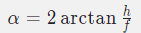 α = 2 arctan h/f